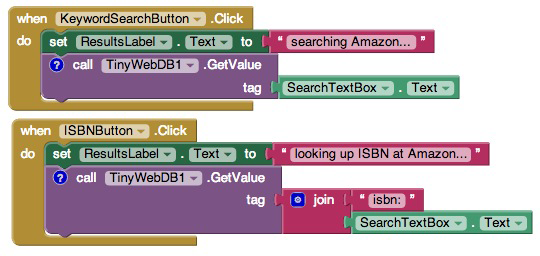 when KeywordSearchButton .Click
do set ResultsLabel . Text to " searching Amazon... "
? call TinyWebDB1 .GetValue
tag SearchTextBox . Text
when ISBNButton .Click
do set ResultsLabel . Text to " looking up ISBN at Amazon... "
? call TinyWebDB1 .GetValue
tag join " isbn: "
SearchTextBox . Text